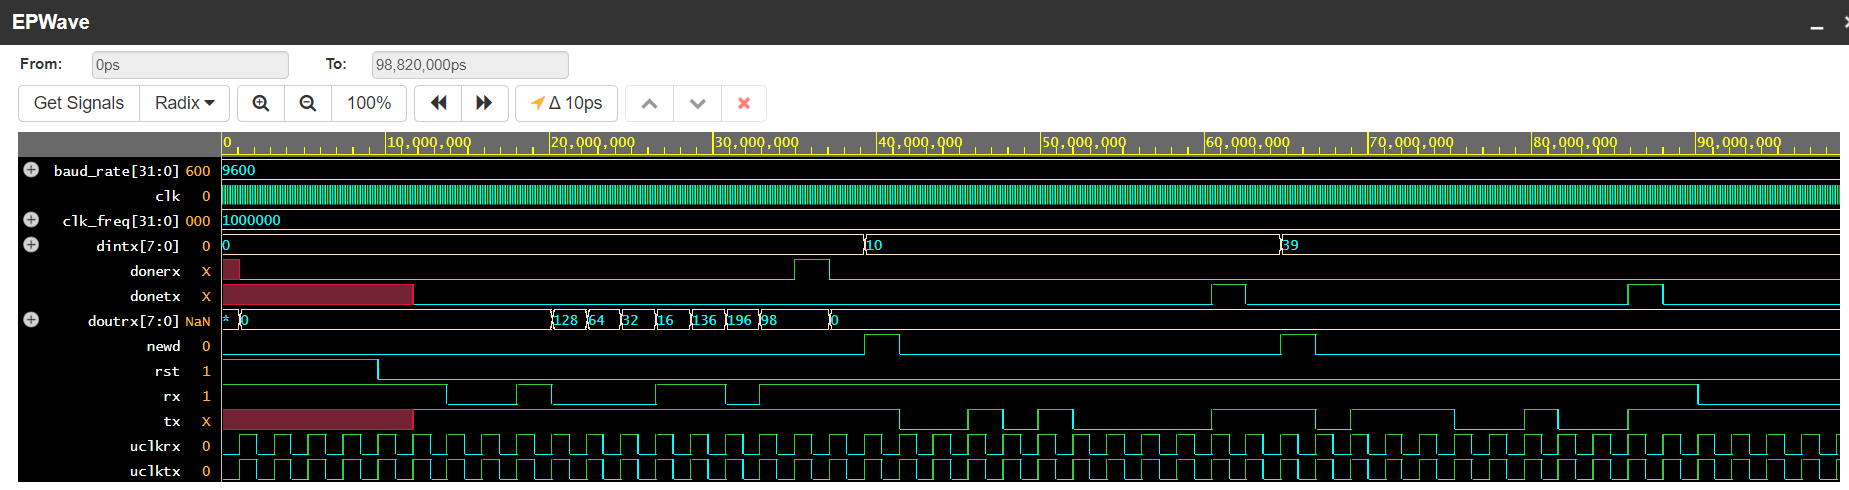 EPWave
From: 0ps To: 98,820,000ps
Get Signals Radix 100% Δ 10ps
0 10,000,000 20,000,000 30,000,000 40,000,000 50,000,000 60,000,000 70,000,000 80,000,000 90,000,000
baud_rate[31:0] 600 9600
clk 0
clk_freq[31:0] 000 1000000
dintx[7:0] 0 0 10 39
donerx X
donetx X
doutrx[7:0] NaN * 0 128 64 32 16 136 196 98 0
newd 0
rst 1
rx 1
tx X
uclkrx 0
uclktx 0